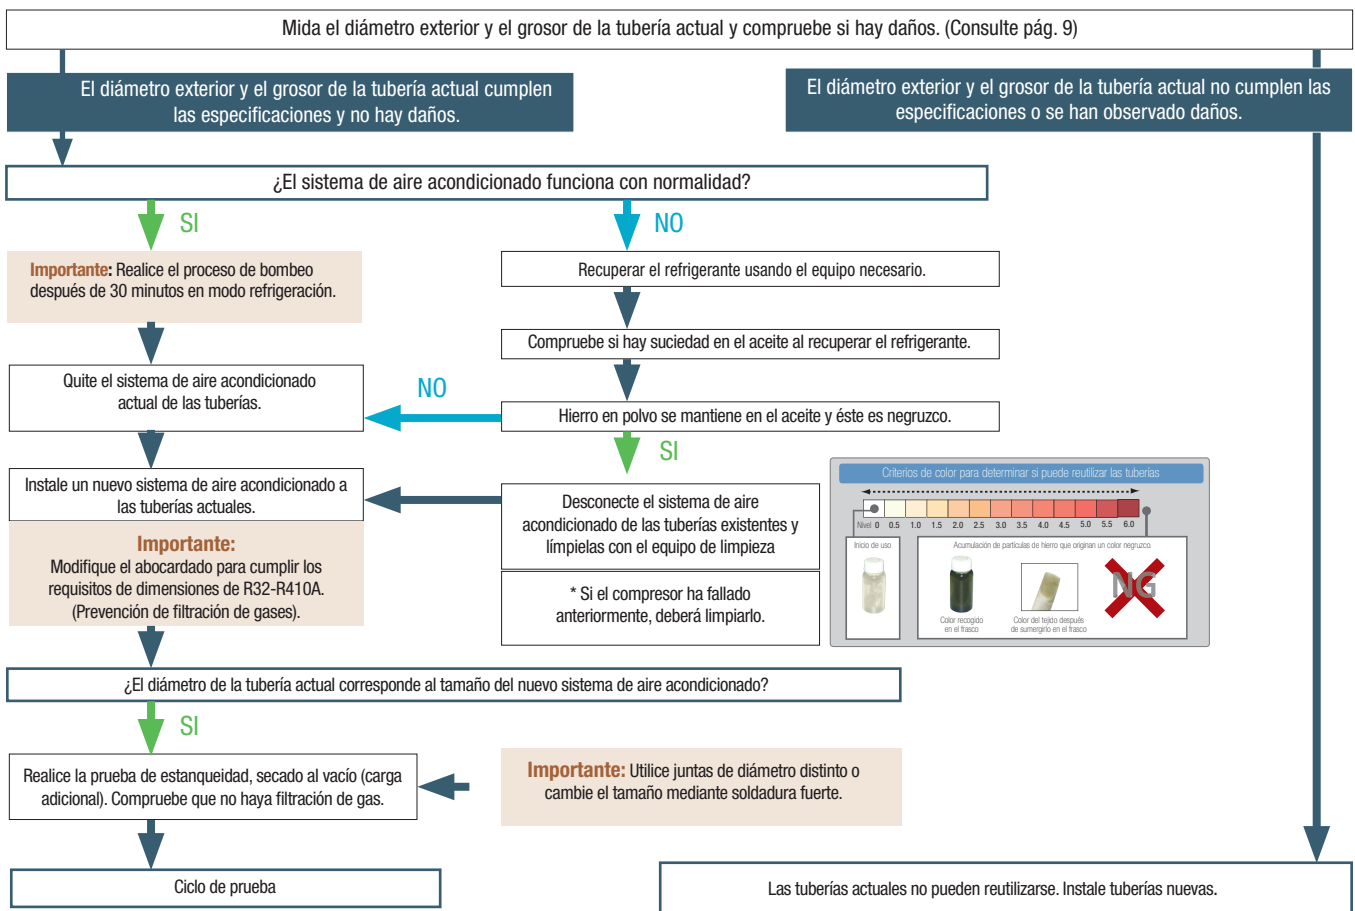 Mida el diámetro exterior y el grosor de la tubería actual y compruebe si hay daños. (Consulte pág. 9)
El diámetro exterior y el grosor de la tubería actual cumplen
las especificaciones y no hay daños.
El diámetro exterior y el grosor de la tubería actual no cumplen las
especificaciones o se han observado daños.
¿El sistema de aire acondicionado funciona con normalidad?
SI
NO
Importante: Realice el proceso de bombeo
después de 30 minutos en modo refrigeración.
Recuperar el refrigerante usando el equipo necesario.
Compruebe si hay suciedad en el aceite al recuperar el refrigerante.
Quite el sistema de aire acondicionado
actual de las tuberías.
NO
Hierro en polvo se mantiene en el aceite y éste es negruzco.
SI
Instale un nuevo sistema de aire acondicionado a
las tuberías actuales.
Importante:
Modifique el abocardado para cumplir los
requisitos de dimensiones de R32-R410A.
(Prevención de filtración de gases).
Desconecte el sistema de aire
acondicionado de las tuberías existentes y
límpielas con el equipo de limpieza
* Si el compresor ha fallado
anteriormente, deberá limpiarlo.
Criterios de color para determinar si puede reutilizar las tuberías
Nivel 0 0.5 1.0 1.5 2.0 2.5 3.0 3.5 4.0 4.5 5.0 5.5 6.0
Inicio de uso
Acumulación de partículas de hierro que originan un color negruzco.
NG
Color recogido
en el frasco
Color del tejido después
de sumergirlo en el frasco
¿El diámetro de la tubería actual corresponde al tamaño del nuevo sistema de aire acondicionado?
SI
Realice la prueba de estanqueidad, secado al vacío (carga
adicional). Compruebe que no haya filtración de gas.
Importante: Utilice juntas de diámetro distinto o
cambie el tamaño mediante soldadura fuerte.
Ciclo de prueba
Las tuberías actuales no pueden reutilizarse. Instale tuberías nuevas.